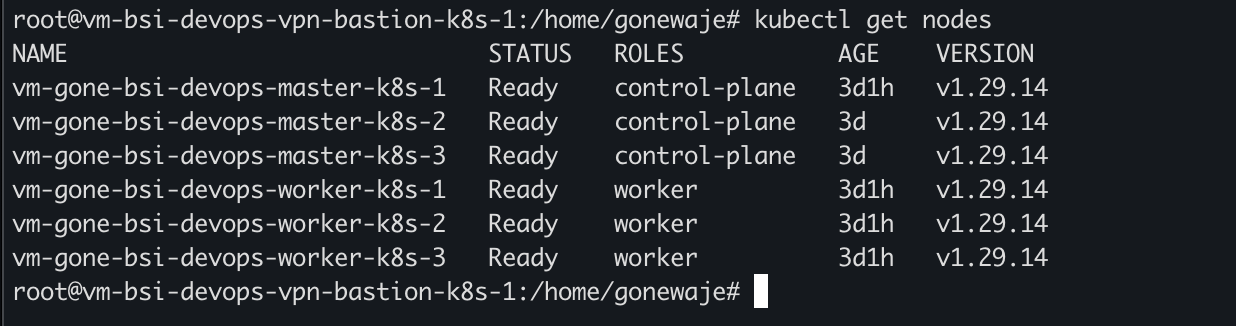 root@vm-bsi-devops-vpn-bastion-k8s-1:/home/gonewaje# kubectl get nodes
NAME                              STATUS   ROLES           AGE    VERSION
vm-gone-bsi-devops-master-k8s-1   Ready    control-plane   3d1h   v1.29.14
vm-gone-bsi-devops-master-k8s-2   Ready    control-plane   3d     v1.29.14
vm-gone-bsi-devops-master-k8s-3   Ready    control-plane   3d     v1.29.14
vm-gone-bsi-devops-worker-k8s-1   Ready    worker          3d1h   v1.29.14
vm-gone-bsi-devops-worker-k8s-2   Ready    worker          3d1h   v1.29.14
vm-gone-bsi-devops-worker-k8s-3   Ready    worker          3d1h   v1.29.14
root@vm-bsi-devops-vpn-bastion-k8s-1:/home/gonewaje#